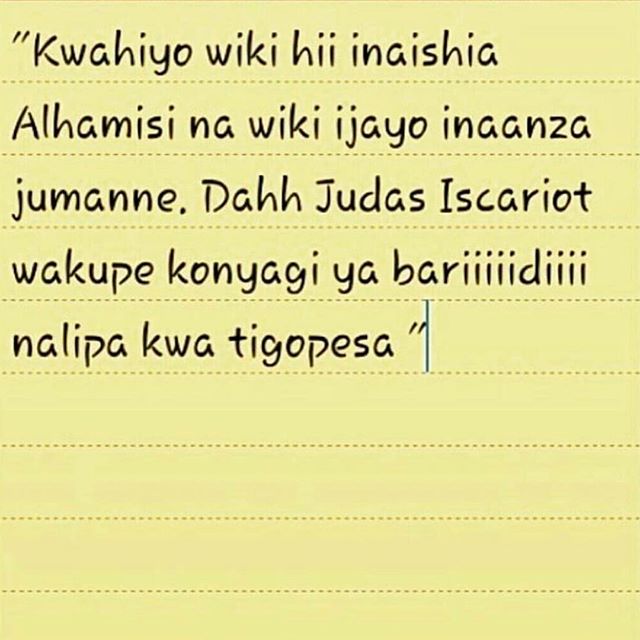 "Kwahiyo wiki hii inaishia
Alhamisi na wiki ijayo inaanza
jumanne. Dahh Judas Iscariot
wakupe konyagi ya bariiiiidiiii
nalipa kwa tigopesa "